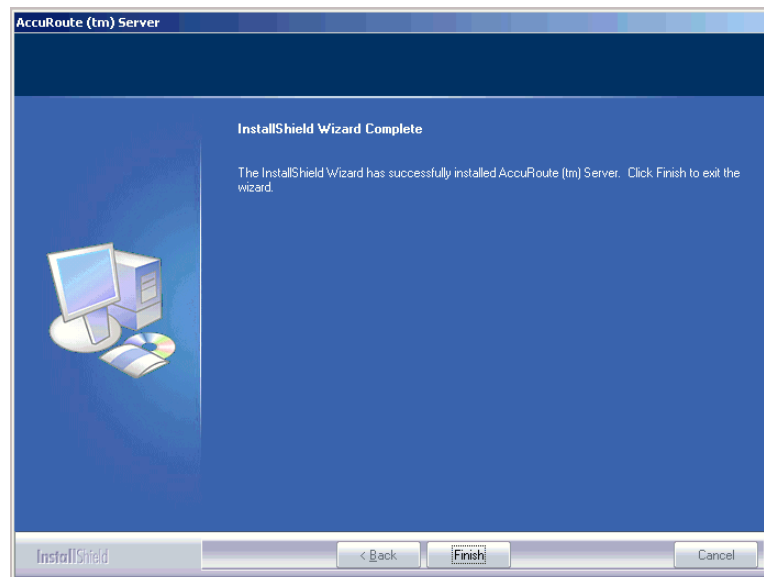 AccuRoute (tm) Server
InstallShield Wizard Complete
The InstallShield Wizard has successfully installed AccuRoute (tm) Server. Click Finish to exit the
wizard.
InstallShield
< Back
Finish
Cancel